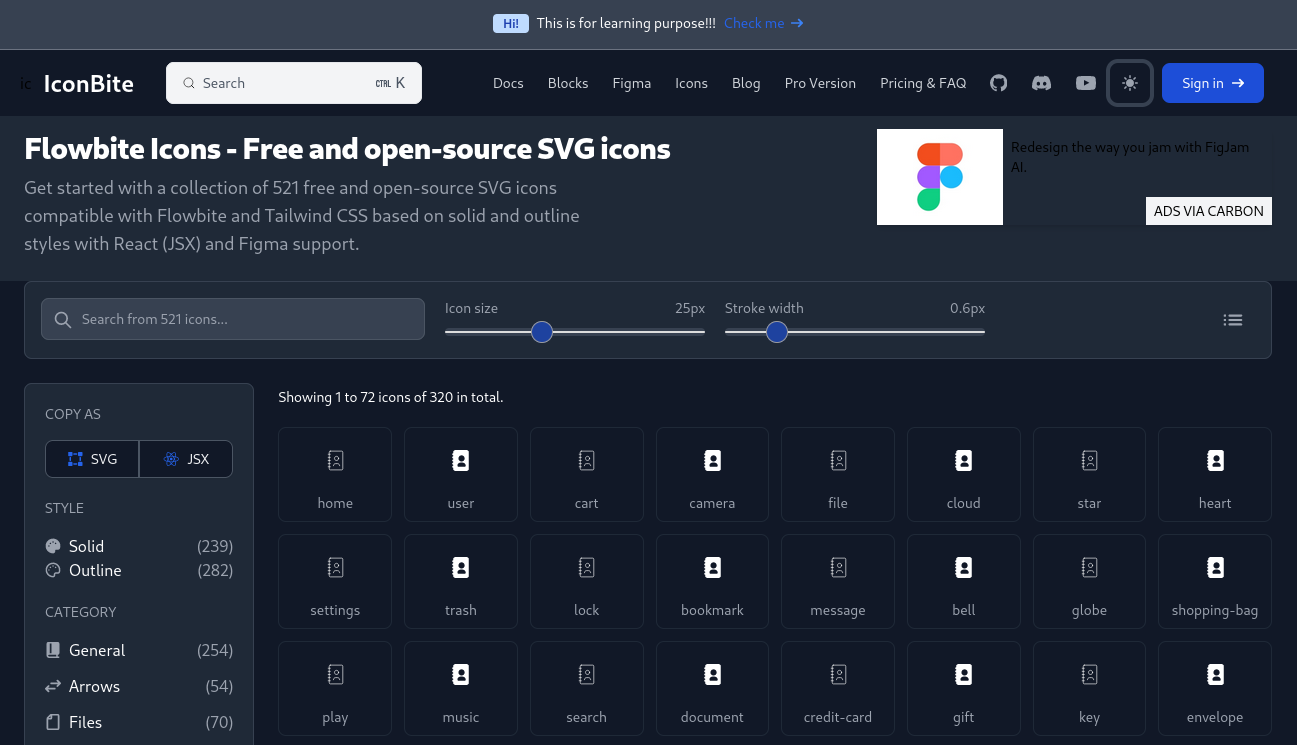 Hi! This is for learning purpose!!! Check me
ic IconBite Search CTRL K Docs Blocks Figma Icons Blog Pro Version Pricing & FAQ Sign in
Flowbite Icons - Free and open-source SVG icons
Get started with a collection of 521 free and open-source SVG icons
compatible with Flowbite and Tailwind CSS based on solid and outline
styles with React (JSX) and Figma support.
Redesign the way you jam with FigJam
AI.
ADS VIA CARBON
Search from 521 icons...
Icon size 25px
Stroke width 0.6px
COPY AS
SVG JSX
STYLE
Solid (239)
Outline (282)
CATEGORY
General (254)
Arrows (54)
Files (70)
Showing 1 to 72 icons of 320 in total.
home user cart camera file cloud star heart
settings trash lock bookmark message bell globe shopping-bag
play music search document credit-card gift key envelope